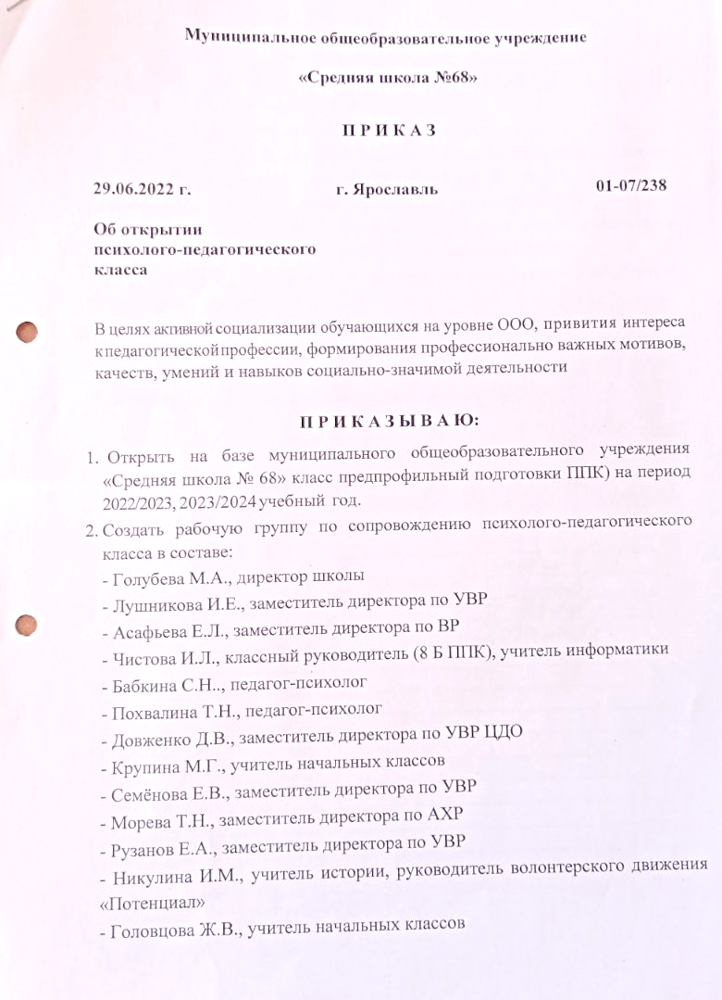 Муниципальное общеобразовательное учреждение
«Средняя школа №68»
П Р И К А З
29.06.2022 г. г. Ярославль 01-07/238
Об открытии
психолого-педагогического
класса
В целях активной социализации обучающихся на уровне ООО, привития интереса
к педагогической профессии, формирования профессионально важных мотивов,
качеств, умений и навыков социально-значимой деятельности
П Р И К А З Ы В А Ю:
1. Открыть на базе муниципального общеобразовательного учреждения
«Средняя школа № 68» класс предпрофильный подготовки ППК) на период
2022/2023, 2023/2024 учебный год.
2. Создать рабочую группу по сопровождению психолого-педагогического
класса в составе:
- Голубева М.А., директор школы
- Лушникова И.Е., заместитель директора по УВР
- Асафьева Е.Л., заместитель директора по ВР
- Чистова И.Л., классный руководитель (8 Б ППК), учитель информатики
- Бабкина С.Н.., педагог-психолог
- Похвалина Т.Н., педагог-психолог
- Довженко Д.В., заместитель директора по УВР ЦДО
- Крупина М.Г., учитель начальных классов
- Семёнова Е.В., заместитель директора по УВР
- Морева Т.Н., заместитель директора по АХР
- Рузанов Е.А., заместитель директора по УВР
- Никулина И.М., учитель истории, руководитель волонтерского движения
«Потенциал»
- Головцова Ж.В., учитель начальных классов